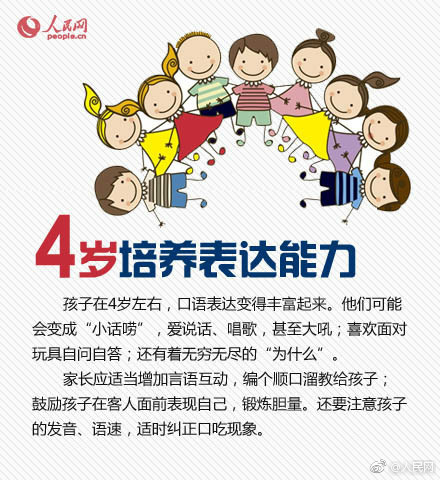 人民网
people.cn
4岁培养表达能力
孩子在4岁左右，口语表达变得丰富起来。他们可能
会变成“小话唠”，爱说话、唱歌，甚至大吼；喜欢面对
玩具自问自答；还有着无穷无尽的“为什么”。
家长应适当增加言语互动，编个顺口溜教给孩子；
鼓励孩子在客人面前表现自己，锻炼胆量。还要注意孩子
的发音、语速，适时纠正口吃现象。
@人民网